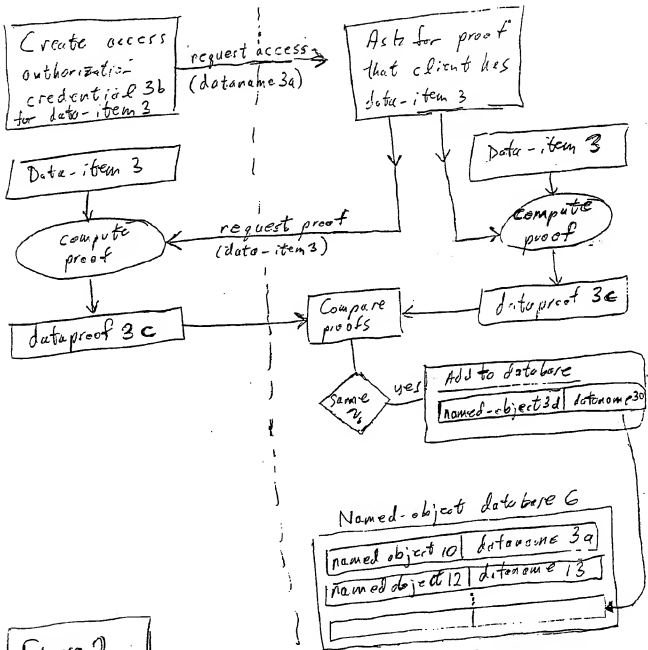 Create access
authorization
credential 3b
for data-item 3
request access
(dataname 3a)
Ask for proof
that client has
data-item 3
Data-item 3
Data-item 3
compute
proof
request proof
(data-item 3)
compute
proof
dataproof 3c
Compare
proofs
dataproof 3c
same
?
yes
Add to database
named-object 3d | dataname 3a
Named-object database 6
named object 10 | dataname 3a
named object 12 | dataname 13